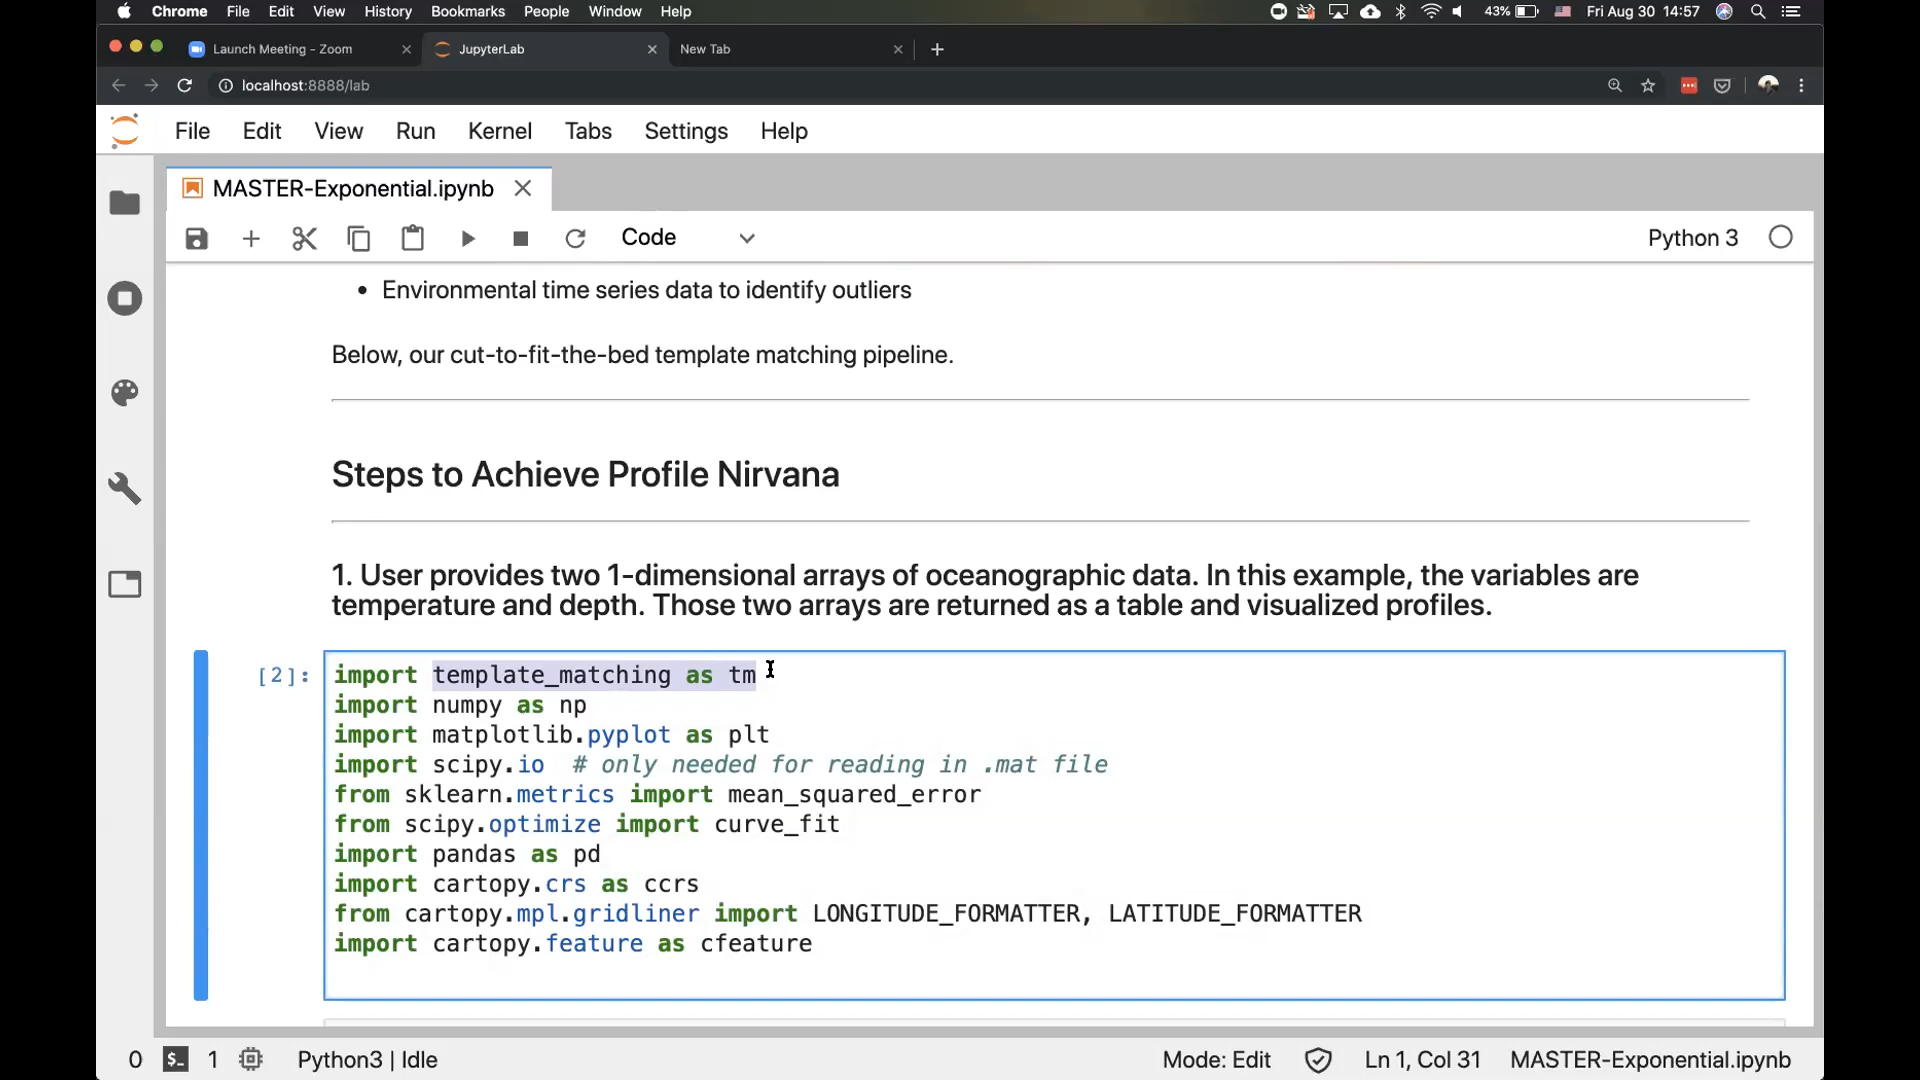 Chrome File Edit View History Bookmarks People Window Help 43% Fri Aug 30 14:57
Launch Meeting - Zoom JupyterLab New Tab
localhost:8888/lab
File Edit View Run Kernel Tabs Settings Help
MASTER-Exponential.ipynb
Code Python 3
• Environmental time series data to identify outliers
Below, our cut-to-fit-the-bed template matching pipeline.
Steps to Achieve Profile Nirvana
1. User provides two 1-dimensional arrays of oceanographic data. In this example, the variables are
temperature and depth. Those two arrays are returned as a table and visualized profiles.
[2]: import template_matching as tm
import numpy as np
import matplotlib.pyplot as plt
import scipy.io # only needed for reading in .mat file
from sklearn.metrics import mean_squared_error
from scipy.optimize import curve_fit
import pandas as pd
import cartopy.crs as ccrs
from cartopy.mpl.gridliner import LONGITUDE_FORMATTER, LATITUDE_FORMATTER
import cartopy.feature as cfeature
0 $_ 1 Python3 | Idle Mode: Edit Ln 1, Col 31 MASTER-Exponential.ipynb